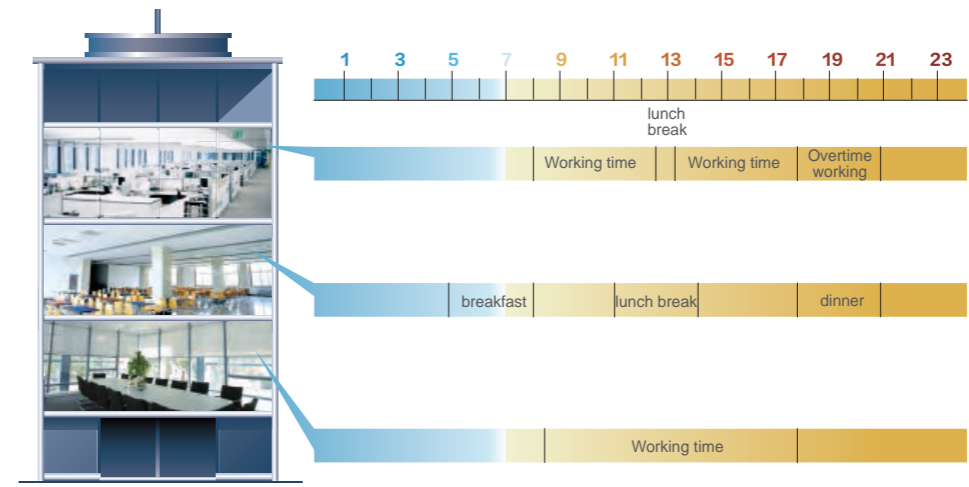 1 3 5 7 9 11 13 15 17 19 21 23
lunch
break
Working time Working time Overtime
working
breakfast lunch break dinner
Working time